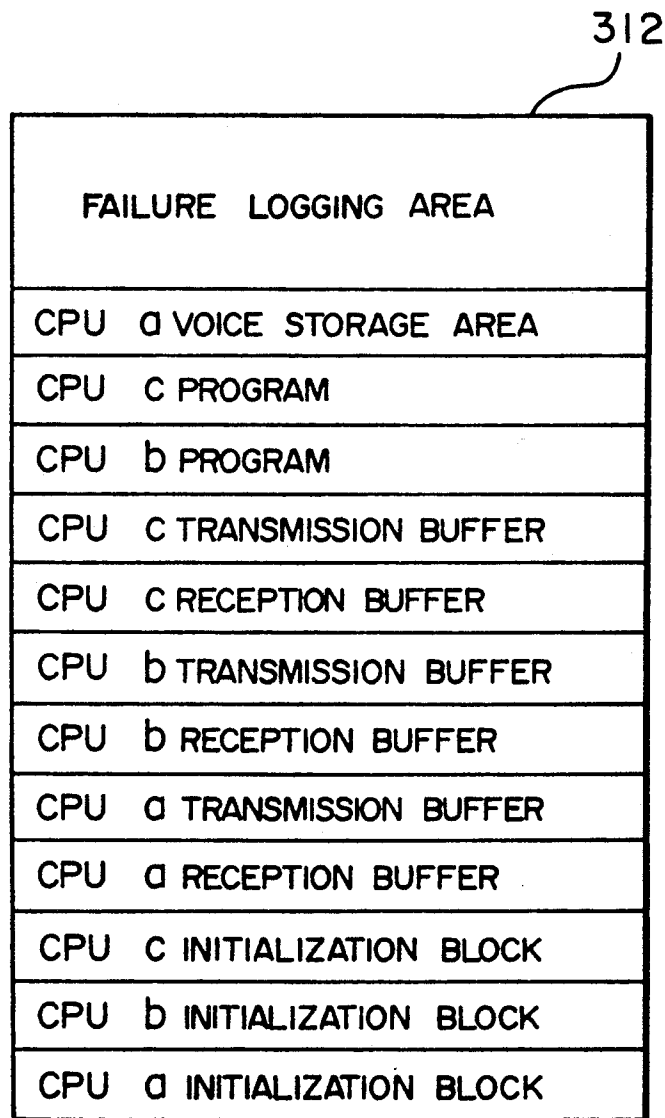 312
FAILURE LOGGING AREA
CPU a VOICE STORAGE AREA
CPU c PROGRAM
CPU b PROGRAM
CPU c TRANSMISSION BUFFER
CPU c RECEPTION BUFFER
CPU b TRANSMISSION BUFFER
CPU b RECEPTION BUFFER
CPU a TRANSMISSION BUFFER
CPU a RECEPTION BUFFER
CPU c INITIALIZATION BLOCK
CPU b INITIALIZATION BLOCK
CPU a INITIALIZATION BLOCK